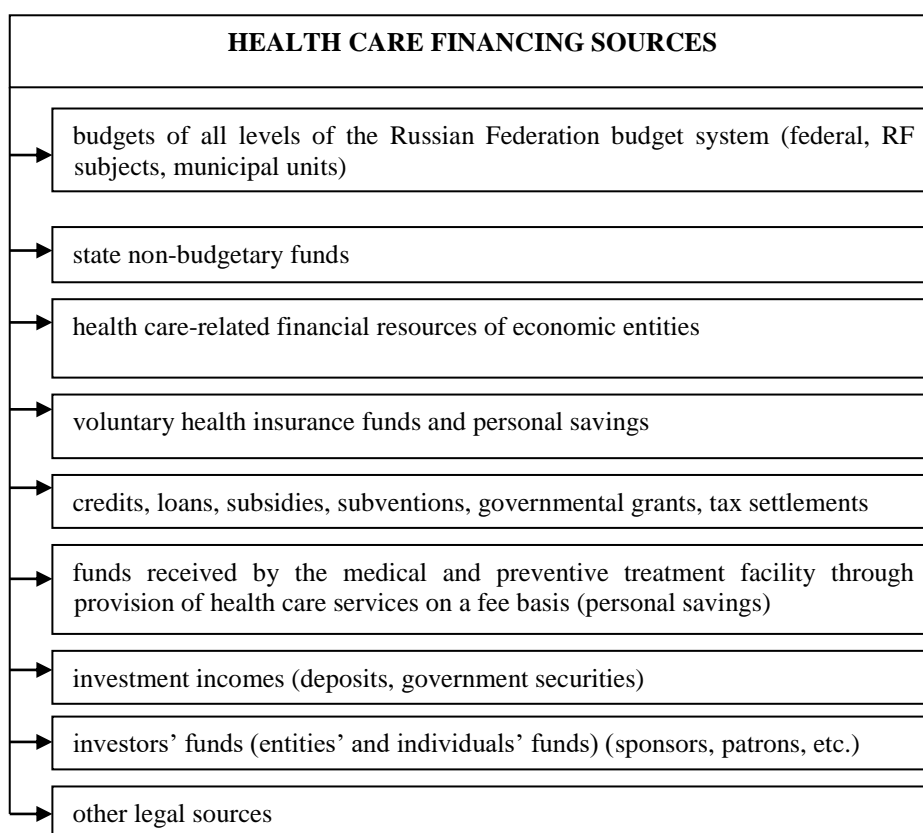 HEALTH CARE FINANCING SOURCES
budgets of all levels of the Russian Federation budget system (federal, RF
subjects, municipal units)
state non-budgetary funds
health care-related financial resources of economic entities
voluntary health insurance funds and personal savings
credits, loans, subsidies, subventions, governmental grants, tax settlements
funds received by the medical and preventive treatment facility through
provision of health care services on a fee basis (personal savings)
investment incomes (deposits, government securities)
investors’ funds (entities’ and individuals’ funds) (sponsors, patrons, etc.)
other legal sources